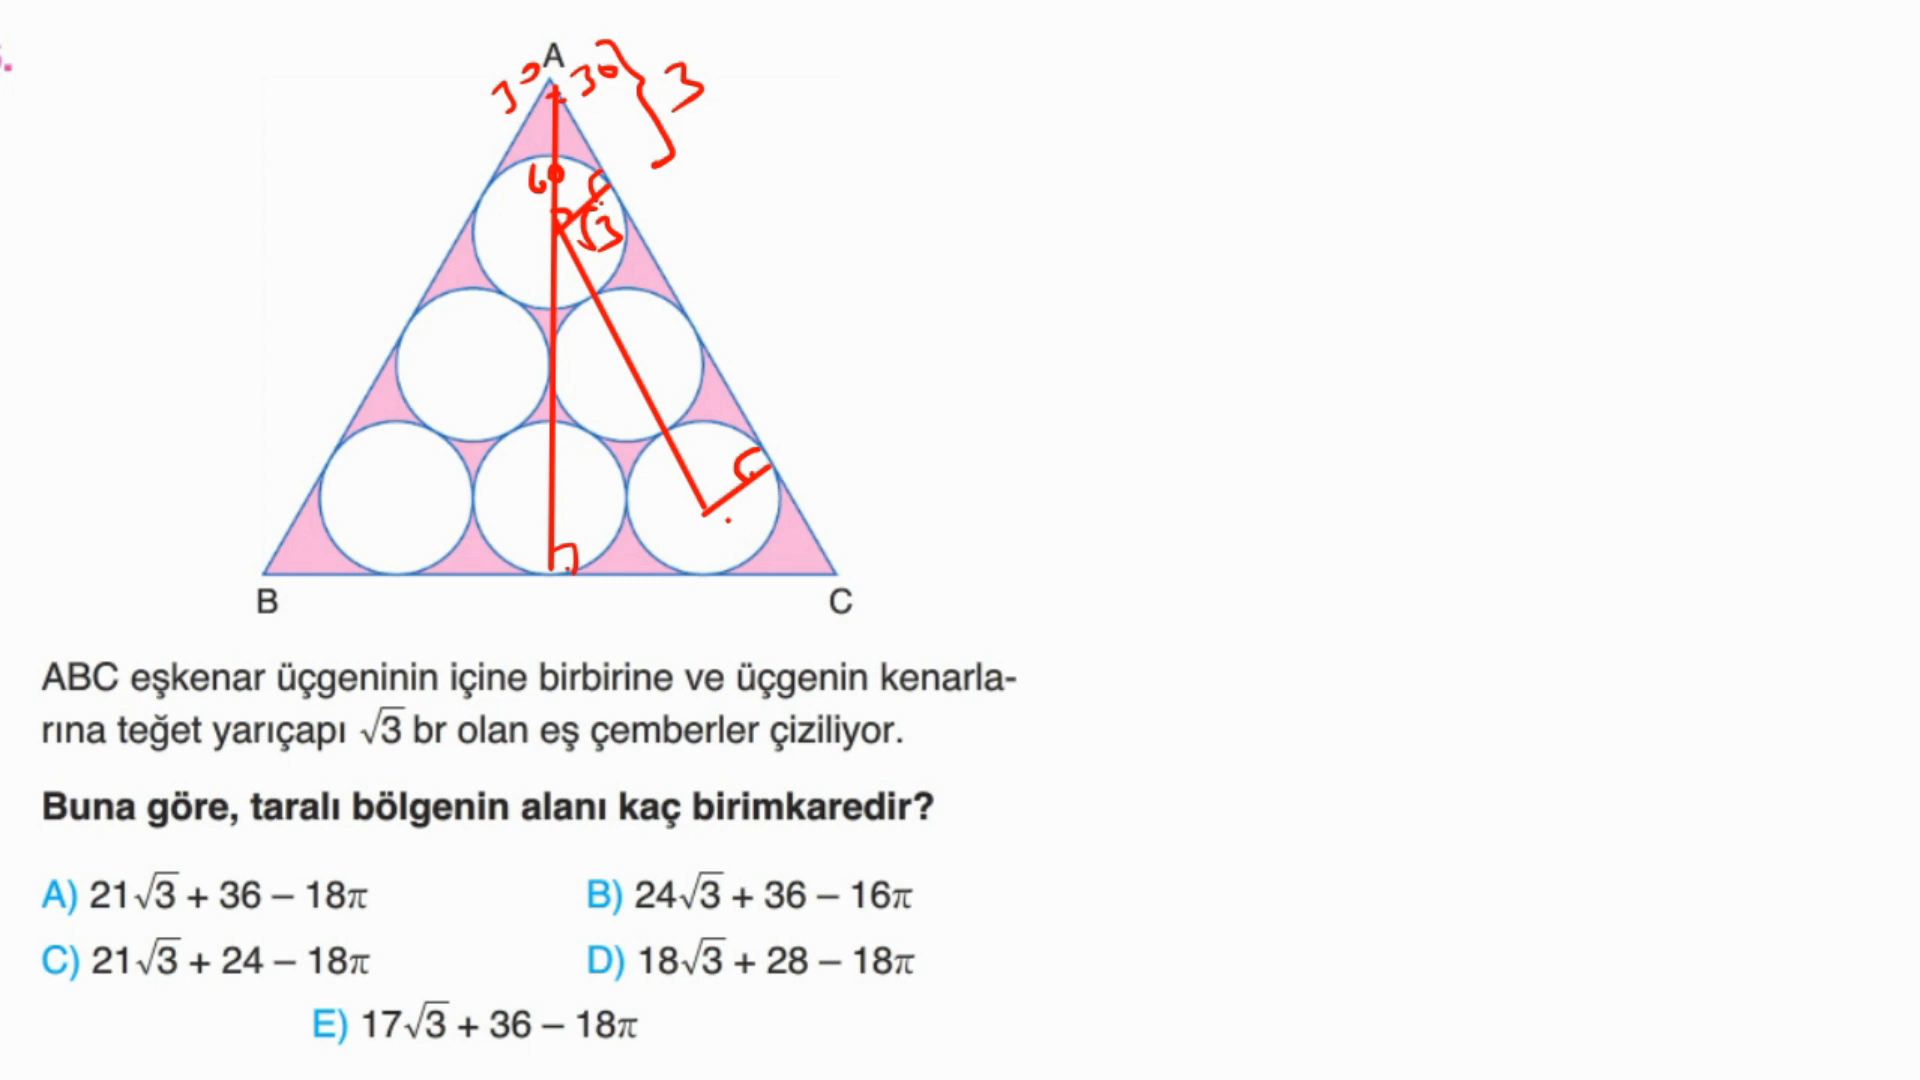 A
30
30
3
60
√3
B
C
ABC eşkenar üçgeninin içine birbirine ve üçgenin kenarla-
rına teğet yarıçapı √3 br olan eş çemberler çiziliyor.
Buna göre, taralı bölgenin alanı kaç birimkaredir?
A) 21√3 + 36 – 18π
B) 24√3 + 36 – 16π
C) 21√3 + 24 – 18π
D) 18√3 + 28 – 18π
E) 17√3 + 36 – 18π